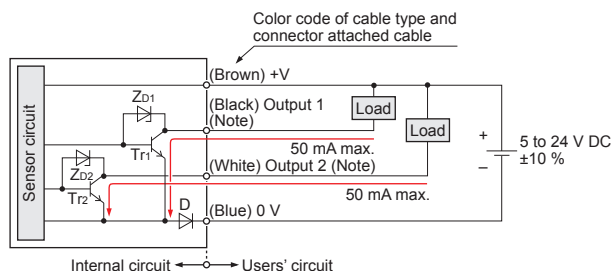 Color code of cable type and
connector attached cable
(Brown) +V
ZD1
(Black) Output 1
(Note)
Load
Load
Sensor circuit
Tr1
50 mA max.
+
5 to 24 V DC
±10 %
−
ZD2
(White) Output 2 (Note)
Tr2
50 mA max.
D
(Blue) 0 V
Internal circuit
Users' circuit